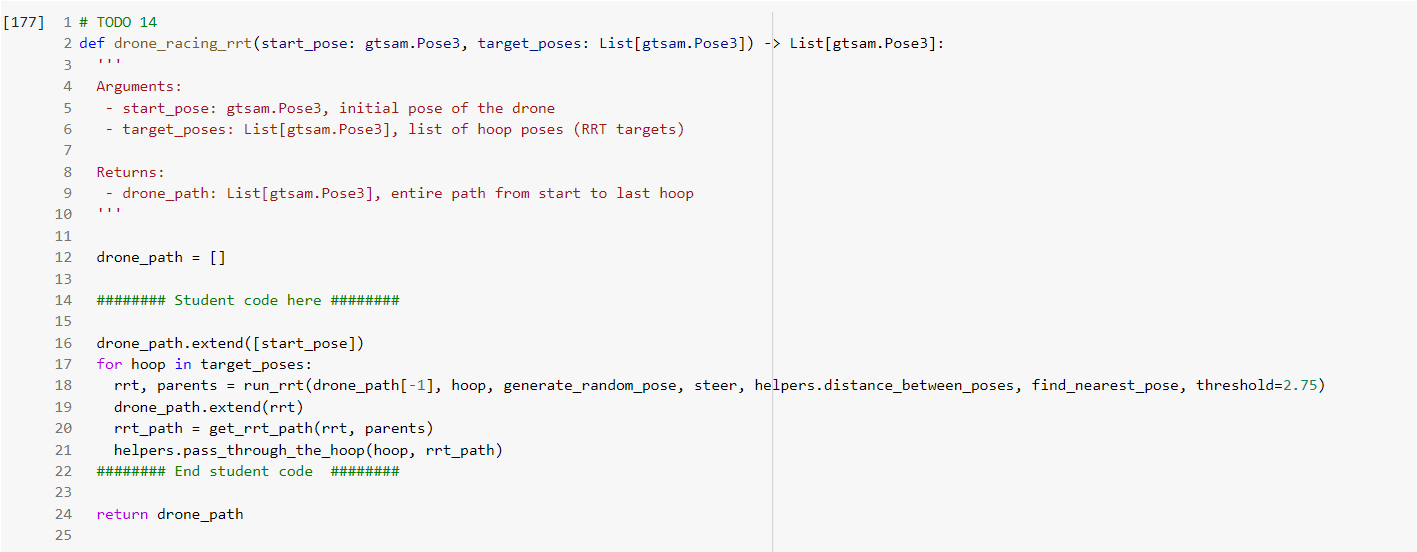 [177] 1 # TODO 14
2 def drone_racing_rrt(start_pose: gtsam.Pose3, target_poses: List[gtsam.Pose3]) -> List[gtsam.Pose3]:
3   '''
4   Arguments:
5    - start_pose: gtsam.Pose3, initial pose of the drone
6    - target_poses: List[gtsam.Pose3], list of hoop poses (RRT targets)
7
8   Returns:
9    - drone_path: List[gtsam.Pose3], entire path from start to last hoop
10   '''
11
12   drone_path = []
13
14   ######## Student code here ########
15
16   drone_path.extend([start_pose])
17   for hoop in target_poses:
18     rrt, parents = run_rrt(drone_path[-1], hoop, generate_random_pose, steer, helpers.distance_between_poses, find_nearest_pose, threshold=2.75)
19     drone_path.extend(rrt)
20     rrt_path = get_rrt_path(rrt, parents)
21     helpers.pass_through_the_hoop(hoop, rrt_path)
22   ######## End student code  ########
23
24   return drone_path
25